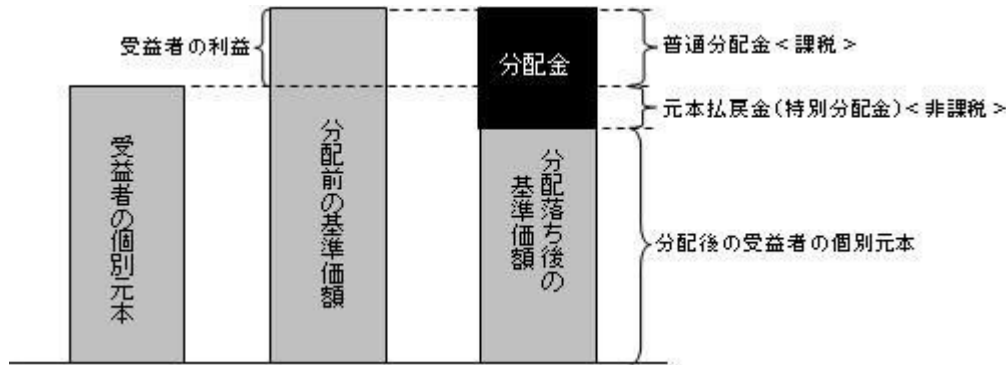 受益者の利益
普通分配金<課税>
分配金
元本払戻金(特別分配金)<非課税>
受益者の個別元本
分配前の基準価額
分配落ち後の
基準価額
分配後の受益者の個別元本